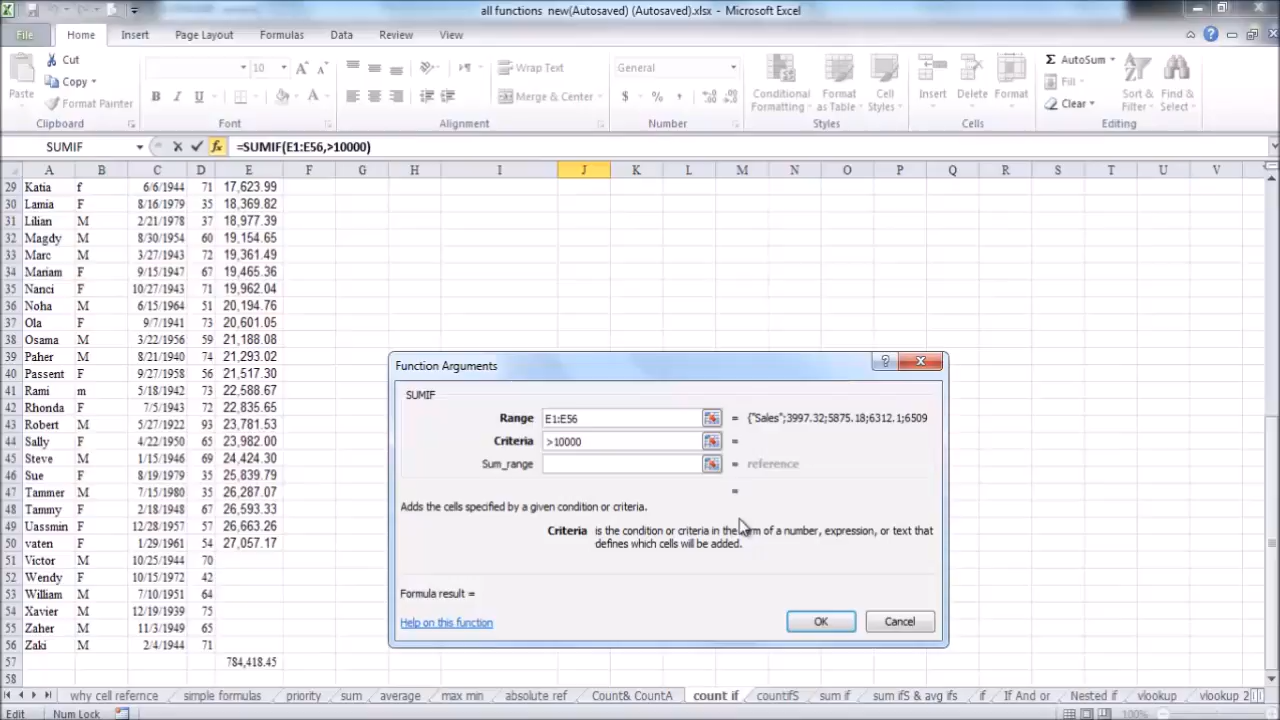 all functions  new(Autosaved) (Autosaved).xlsx - Microsoft Excel
File Home Insert Page Layout Formulas Data Review View
Cut
Copy
Format Painter
Paste
Clipboard
10 A A
B I U A
Font
Wrap Text
Merge & Center
Alignment
General
$ % ,
Number
Conditional Formatting
Format as Table
Cell Styles
Styles
Insert Delete Format
Cells
Σ AutoSum
Fill
Clear
Sort & Filter
Find & Select
Editing
SUMIF fx =SUMIF(E1:E56,>10000)
A B C D E F G H I J K L M N O P Q R S T U V
29 Katia f 6/6/1944 71 17,623.99
30 Lamia F 8/16/1979 35 18,369.82
31 Lilian M 2/21/1978 37 18,977.39
32 Magdy M 8/30/1954 60 19,154.65
33 Marc M 3/27/1943 72 19,361.49
34 Mariam F 9/15/1947 67 19,465.36
35 Nanci F 10/27/1943 71 19,962.04
36 Noha M 6/15/1964 51 20,194.76
37 Ola F 9/7/1941 73 20,601.05
38 Osama M 3/22/1956 59 21,188.08
39 Paher M 8/21/1940 74 21,293.02
40 Passent F 9/27/1958 56 21,517.30
41 Rami m 5/18/1942 73 22,588.67
42 Rhonda F 7/5/1943 72 22,835.65
43 Robert M 5/27/1922 93 23,781.53
44 Sally F 4/22/1950 65 23,982.00
45 Steve M 1/15/1946 69 24,424.30
46 Sue F 8/19/1979 35 25,839.79
47 Tammer M 7/15/1980 35 26,287.07
48 Tammy F 2/18/1948 67 26,593.33
49 Uassmin F 12/28/1957 57 26,663.26
50 vaten F 1/29/1961 54 27,057.17
51 Victor M 10/25/1944 70
52 Wendy F 10/15/1972 42
53 William M 7/10/1951 64
54 Xavier M 12/19/1939 75
55 Zaher M 11/3/1949 65
56 Zaki M 2/4/1944 71
57 784,418.45
58
Function Arguments
SUMIF
Range E1:E56 = {"Sales";3997.32;5875.18;6312.1;6509
Criteria >10000 =
Sum_range = reference
=
Adds the cells specified by a given condition or criteria.
Criteria is the condition or criteria in the form of a number, expression, or text that
defines which cells will be added.
Formula result =
Help on this function
OK Cancel
why cell refernce simple formulas priority sum average max min absolute ref Count& CountA count if countifS sum if sum ifS & avg ifs if If And or Nested if vlookup vlookup 2
Edit Num Lock 100%